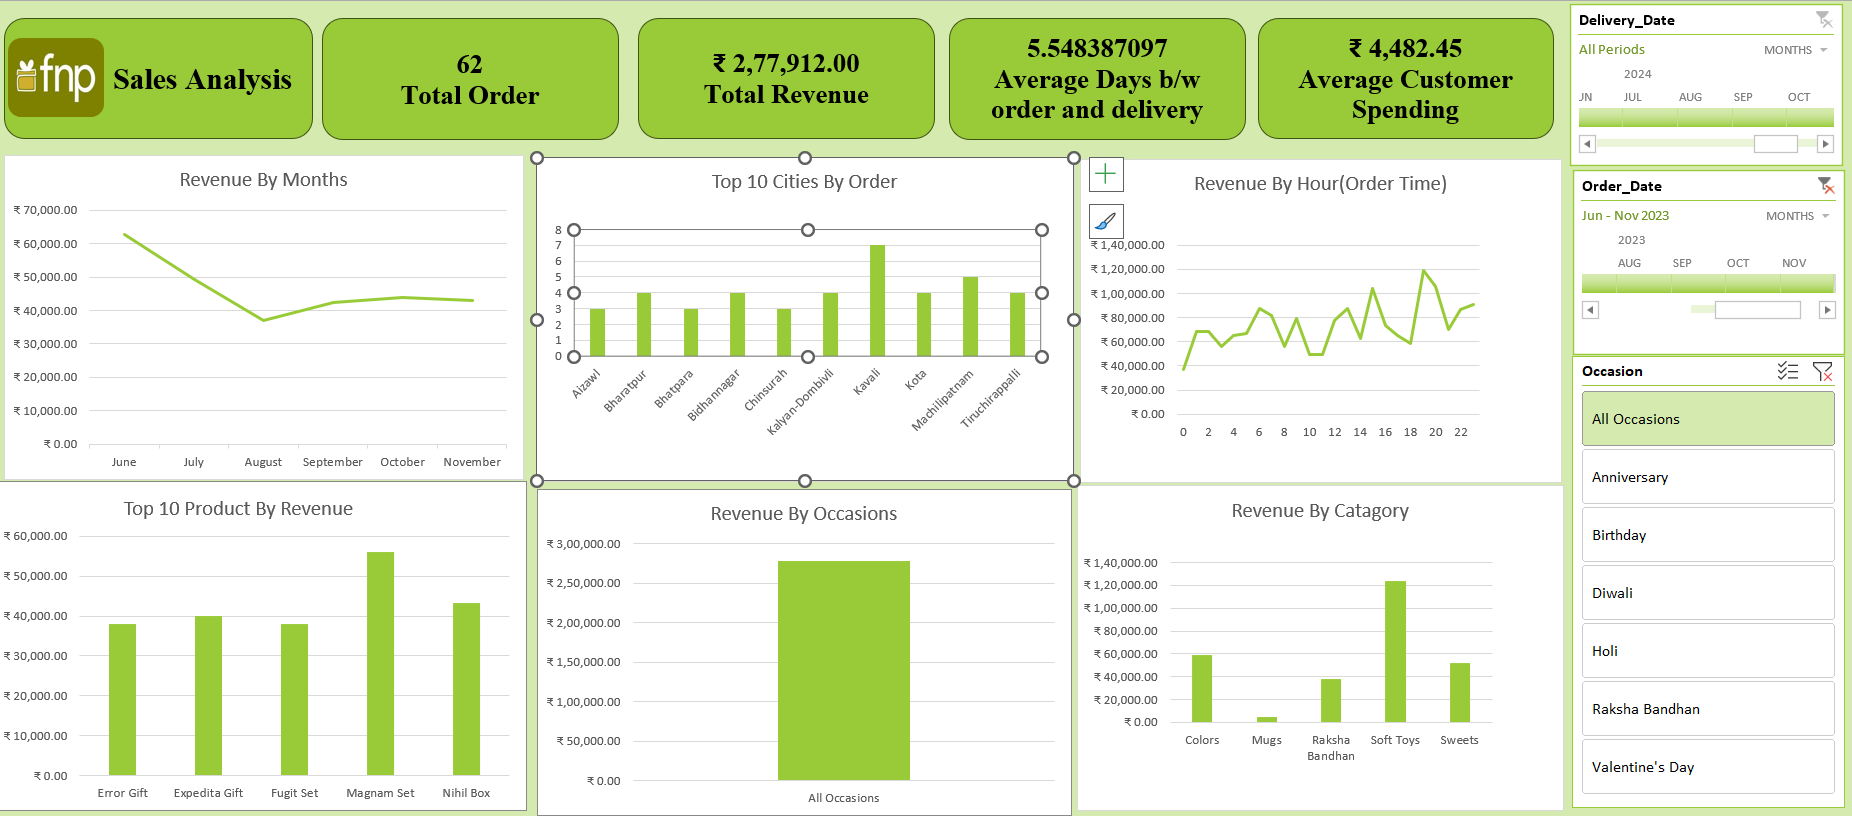 fnp
Sales Analysis
62
Total Order
₹ 2,77,912.00
Total Revenue
5.548387097
Average Days b/w
order and delivery
₹ 4,482.45
Average Customer
Spending
Delivery_Date
All Periods
MONTHS
2024
JN JUL AUG SEP OCT
Order_Date
Jun - Nov 2023
MONTHS
2023
AUG SEP OCT NOV
Occasion
All Occasions
Anniversary
Birthday
Diwali
Holi
Raksha Bandhan
Valentine's Day
Revenue By Months
₹ 70,000.00
₹ 60,000.00
₹ 50,000.00
₹ 40,000.00
₹ 30,000.00
₹ 20,000.00
₹ 10,000.00
₹ 0.00
June July August September October November
Top 10 Cities By Order
8
7
6
5
4
3
2
1
0
Aizawl Bharatpur Bhatpara Bidhannagar Chinsurah Kalyan-Dombivli Kavali Kota Machilipatnam Tiruchirappalli
Revenue By Hour(Order Time)
₹ 1,40,000.00
₹ 1,20,000.00
₹ 1,00,000.00
₹ 80,000.00
₹ 60,000.00
₹ 40,000.00
₹ 20,000.00
₹ 0.00
0 2 4 6 8 10 12 14 16 18 20 22
Top 10 Product By Revenue
₹ 60,000.00
₹ 50,000.00
₹ 40,000.00
₹ 30,000.00
₹ 20,000.00
₹ 10,000.00
₹ 0.00
Error Gift Expedita Gift Fugit Set Magnam Set Nihil Box
Revenue By Occasions
₹ 3,00,000.00
₹ 2,50,000.00
₹ 2,00,000.00
₹ 1,50,000.00
₹ 1,00,000.00
₹ 50,000.00
₹ 0.00
All Occasions
Revenue By Catagory
₹ 1,40,000.00
₹ 1,20,000.00
₹ 1,00,000.00
₹ 80,000.00
₹ 60,000.00
₹ 40,000.00
₹ 20,000.00
₹ 0.00
Colors Mugs Raksha Soft Toys Sweets
Bandhan